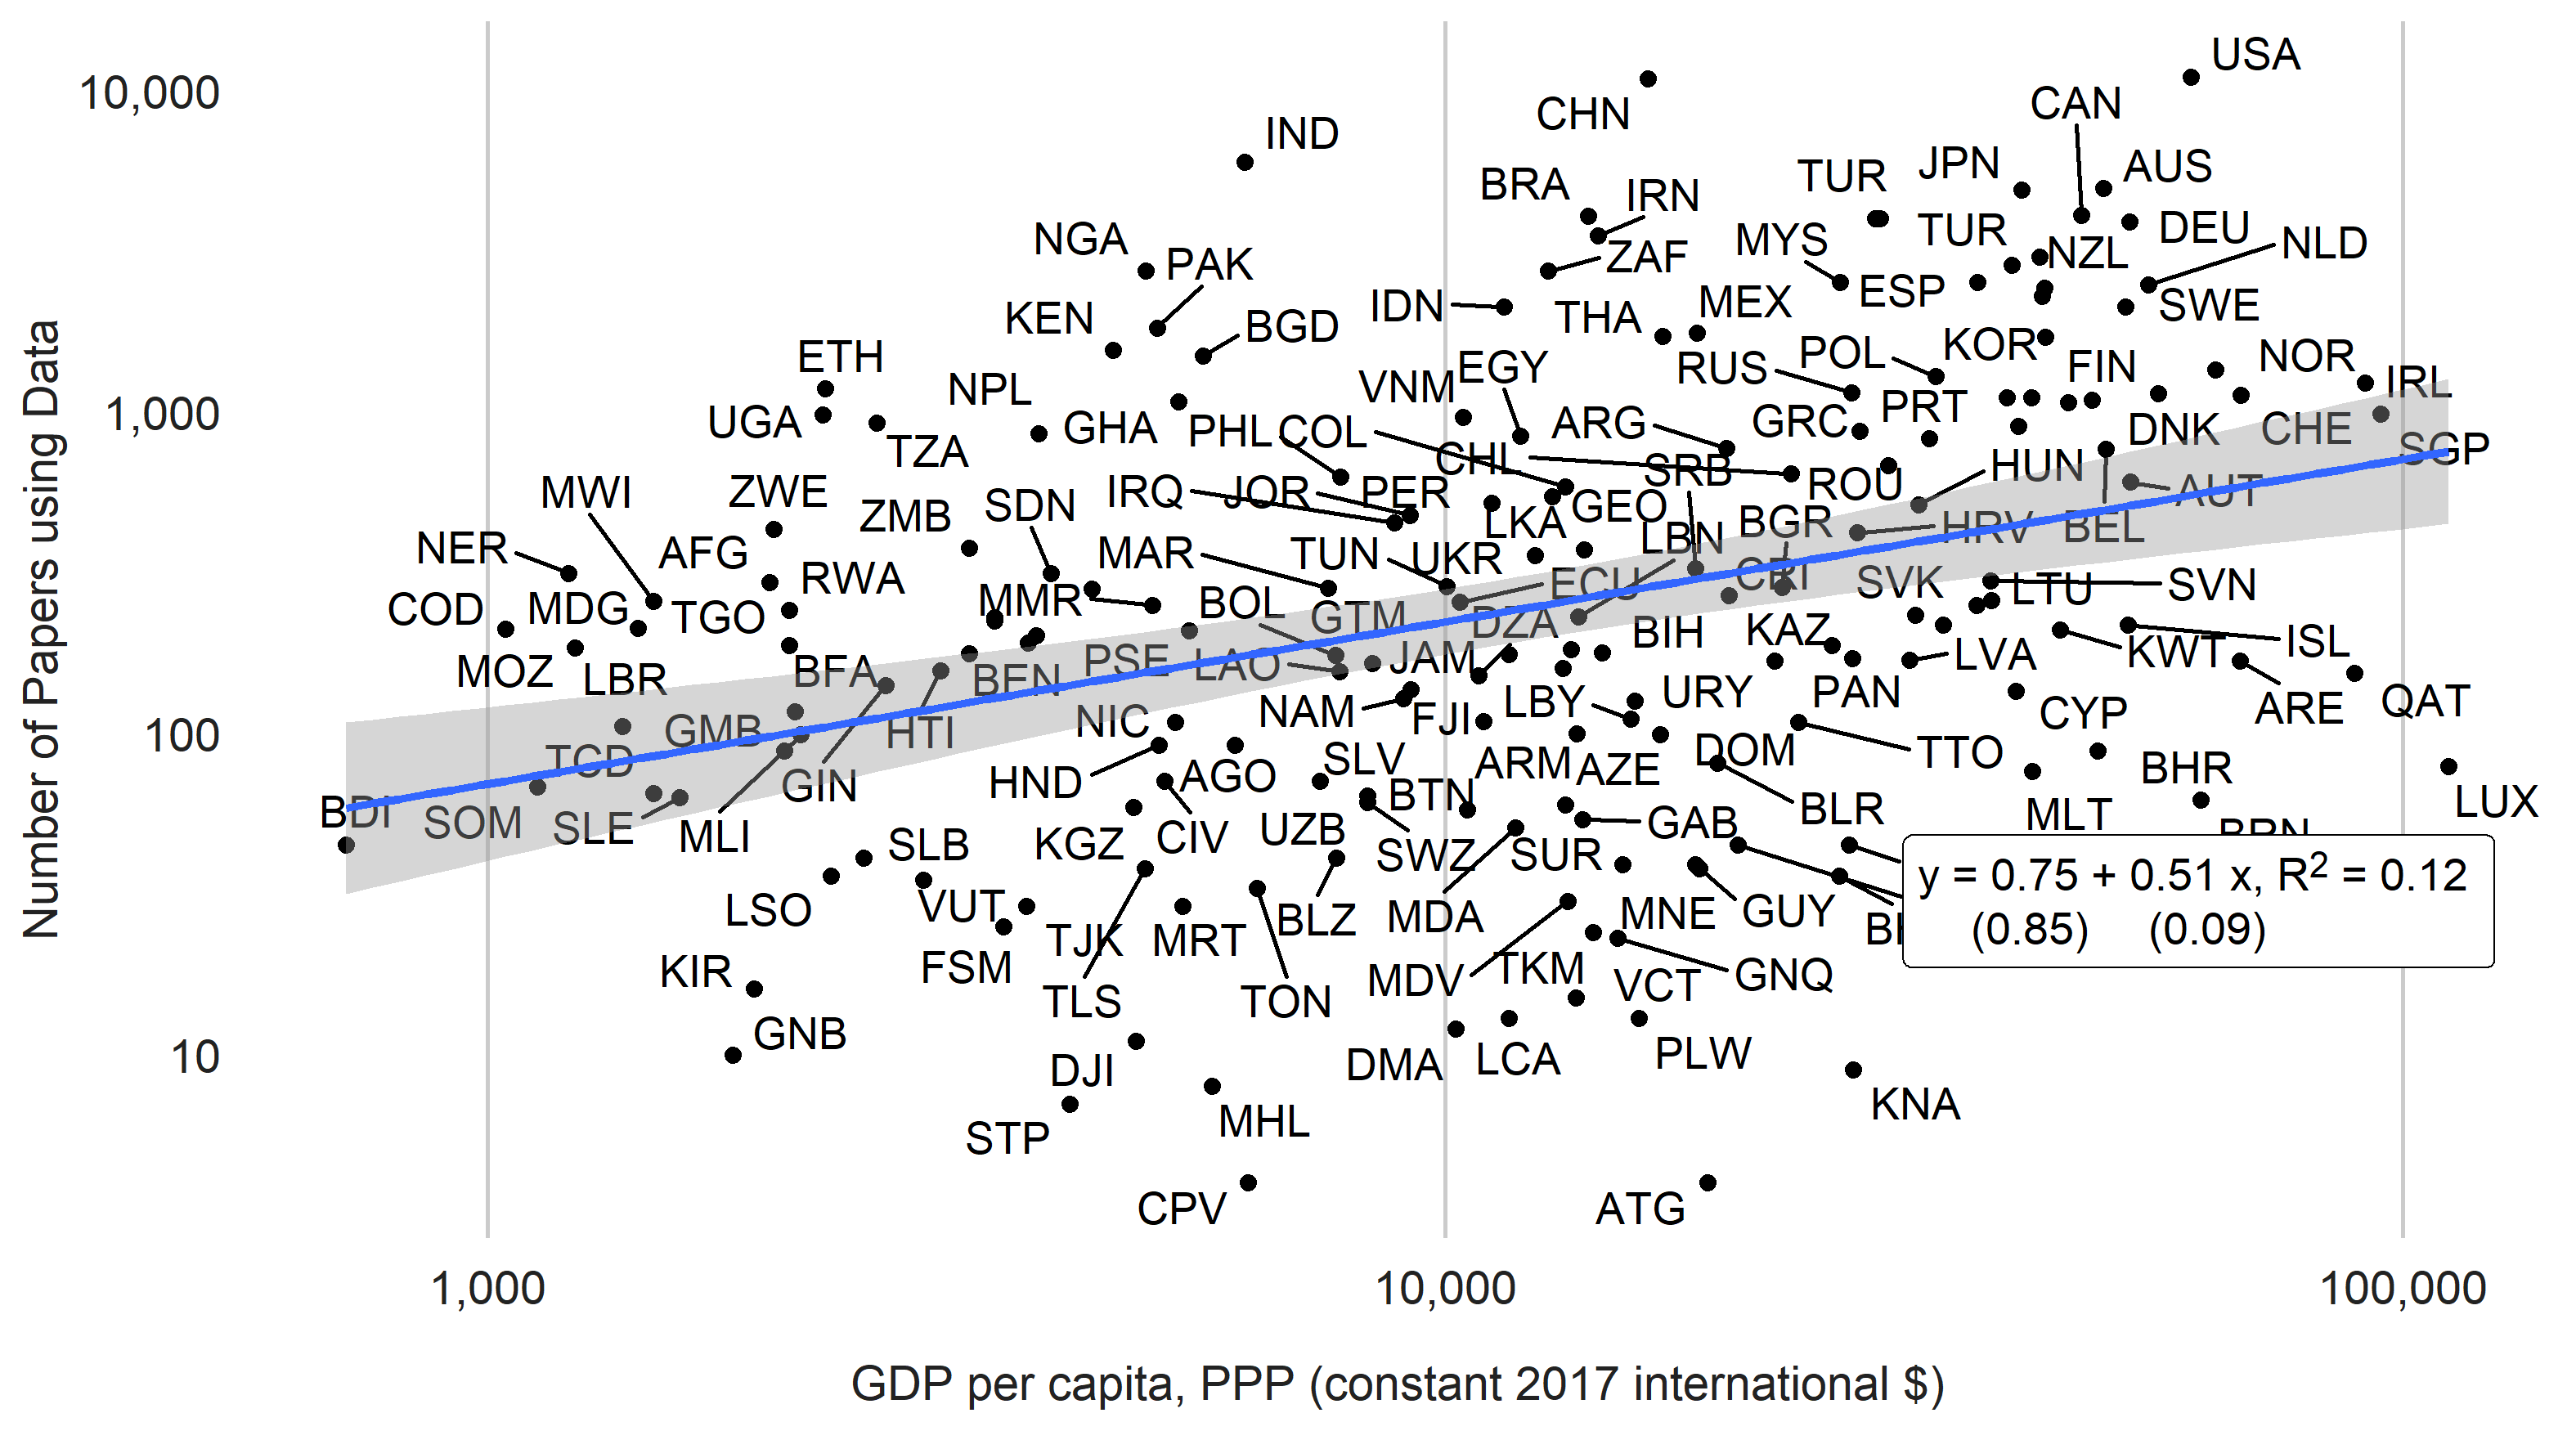 USA
10,000
CAN
CHN
IND
JPN
AUS
TUR
BRA
IRN
TUR
DEU
NGA
MYS
NLD
PAK
ZAF
NZL
ESP
IDN
MEX
SWE
KEN
BGD
THA
KOR
POL
NOR
ETH
EGY
RUS
FIN
IRL
NPL
VNM
1,000
PRT
UGA
GHA
PHL
COL
ARG
GRC
DNK
CHE
TZA
CHL
SRB
HUN
SGP
MWI
ZWE
IRQ
JOR
PER
ROU
AUT
SDN
GEO
ZMB
LKA
BGR
HRV
BEL
NER
AFG
MAR
TUN
UKR
LBN
RWA
MMR
ECU
CRI
SVK
LTU
SVN
COD
MDG
TGO
BOL
GTM
DZA
BIH
KAZ
ISL
MOZ
LBR
BFA
BEN
PSE
LAO
JAM
LVA
KWT
LBY
URY
PAN
ARE
QAT
100
GMB
HTI
NIC
NAM
FJI
CYP
TCD
GIN
HND
AGO
SLV
ARM
AZE
DOM
TTO
BHR
BDI
SOM
SLE
MLI
BTN
BLR
MLT
LUX
SLB
KGZ
CIV
UZB
SWZ
SUR
GAB
BRN
y = 0.75 + 0.51 x, R2 = 0.12
(0.85) (0.09)
LSO
VUT
TJK
MRT
BLZ
MDA
MNE
GUY
KIR
FSM
TLS
TON
MDV
TKM
VCT
GNQ
GNB
10
DJI
DMA
LCA
PLW
STP
MHL
KNA
CPV
ATG
Number of Papers using Data
1,000
10,000
100,000
GDP per capita, PPP (constant 2017 international $)